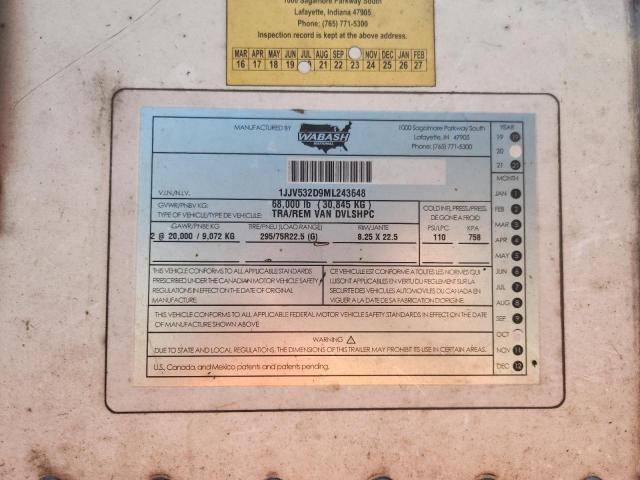 1000 Sagamore Parkway South
Lafayette, Indiana 47905
Phone: (765) 771-5300
Inspection record is kept at the above address.
MAR APR MAY JUN JUL AUG SEP NOV DEC JAN FEB
16 17 18 19 21 22 23 24 25 26 27
MANUFACTURED BY
WABASH
NATIONAL
1000 Sagamore Parkway South
Lafayette, IN 47905
Phone: (765) 771-5300
YEAR
19
20
21
MONTH
JAN 1
FEB 2
MAR 3
APR 4
MAY 5
JUN 6
JUL 7
AUG 8
SEP 9
OCT
NOV 11
DEC 12
V.I.N./N.I.V. 1JJV532D9ML243648
GVWR/PNBV KG: 68,000 lb ( 30,845 KG )
TYPE OF VEHICLE/TYPE DE VEHICULE: TRA/REM VAN DVLSHPC
COLD INFL. PRESS./PRESS.
DE GONF. A FROID
GAWR/PNBE KG TIRE/PNEU (LOAD RANGE) RIM/JANTE PSI/LPC KPA
2 @ 20,000 / 9,072 KG 295/75R22.5 (G) 8.25 X 22.5 110 758
THIS VEHICLE CONFORMS TO ALL APPLICABLE STANDARDS
PRESCRIBED UNDER THE CANADIAN MOTOR VEHICLE SAFETY
REGULATIONS IN EFFECT ON THE DATE OF ORIGINAL
MANUFACTURE.
CE VEHICULE EST CONFORME A TOUTES LES NORMES QUI
LUI SONT APPLICABLES EN VERTU DU REGLEMENT SUR LA
SECURITE DES VEHICULES AUTOMOBILES DU CANADA EN
VIGUER A LA DATE DE SA FABRICATION D'ORIGINE.
THIS VEHICLE CONFORMS TO ALL APPLICABLE FEDERAL MOTOR VEHICLE SAFETY STANDARDS IN EFFECT ON THE DATE
OF MANUFACTURE SHOWN ABOVE
WARNING
DUE TO STATE AND LOCAL REGULATIONS, THE DIMENSIONS OF THIS TRAILER MAY PROHIBIT ITS USE IN CERTAIN AREAS.
U.S., Canada, and Mexico patents and patents pending.